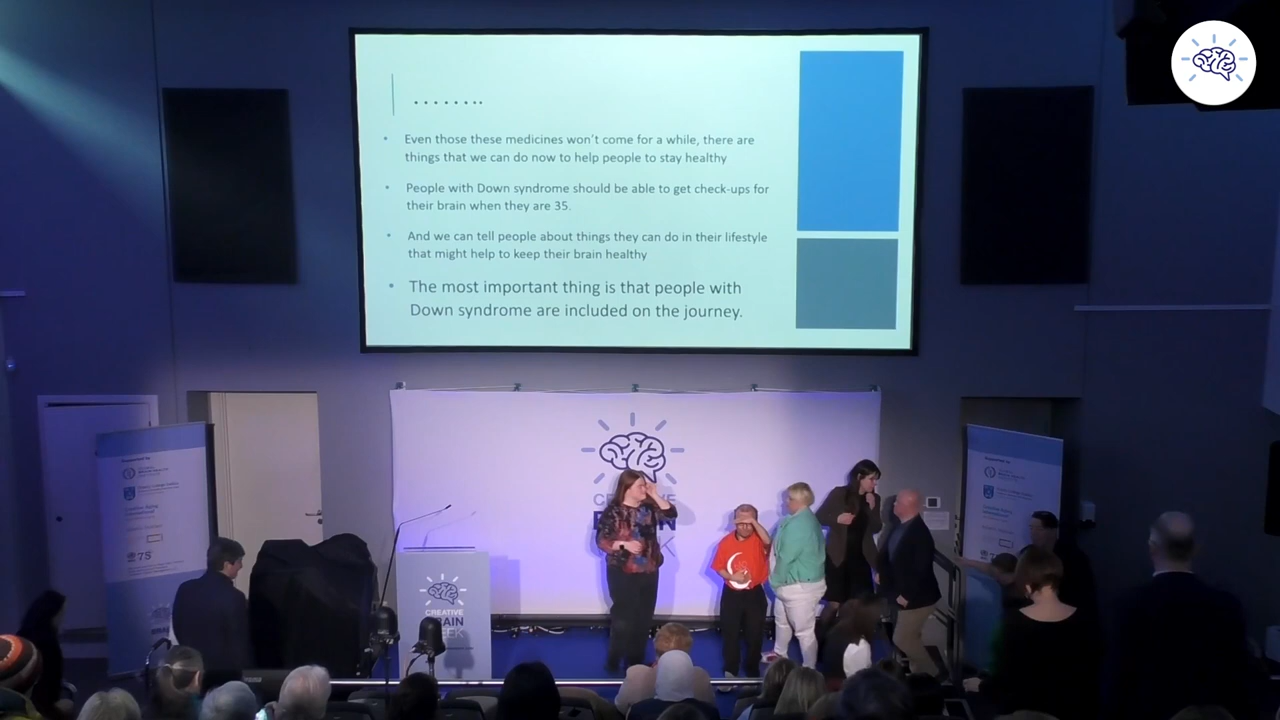 ........
• Even those these medicines won't come for a while, there are
things that we can do now to help people to stay healthy
• People with Down syndrome should be able to get check-ups for
their brain when they are 35.
• And we can tell people about things they can do in their lifestyle
that might help to keep their brain healthy
• The most important thing is that people with
Down syndrome are included on the journey.
CREATIVE
BRAIN
WEEK
75